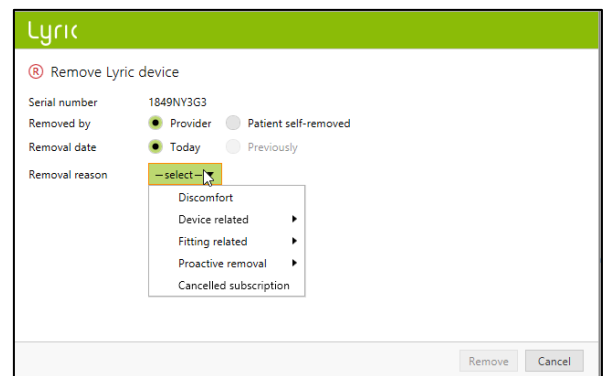 Lyric
R Remove Lyric device
Serial number 1849NY3G3
Removed by Provider Patient self-removed
Removal date Today Previously
Removal reason —select—
Discomfort
Device related
Fitting related
Proactive removal
Cancelled subscription
Remove Cancel